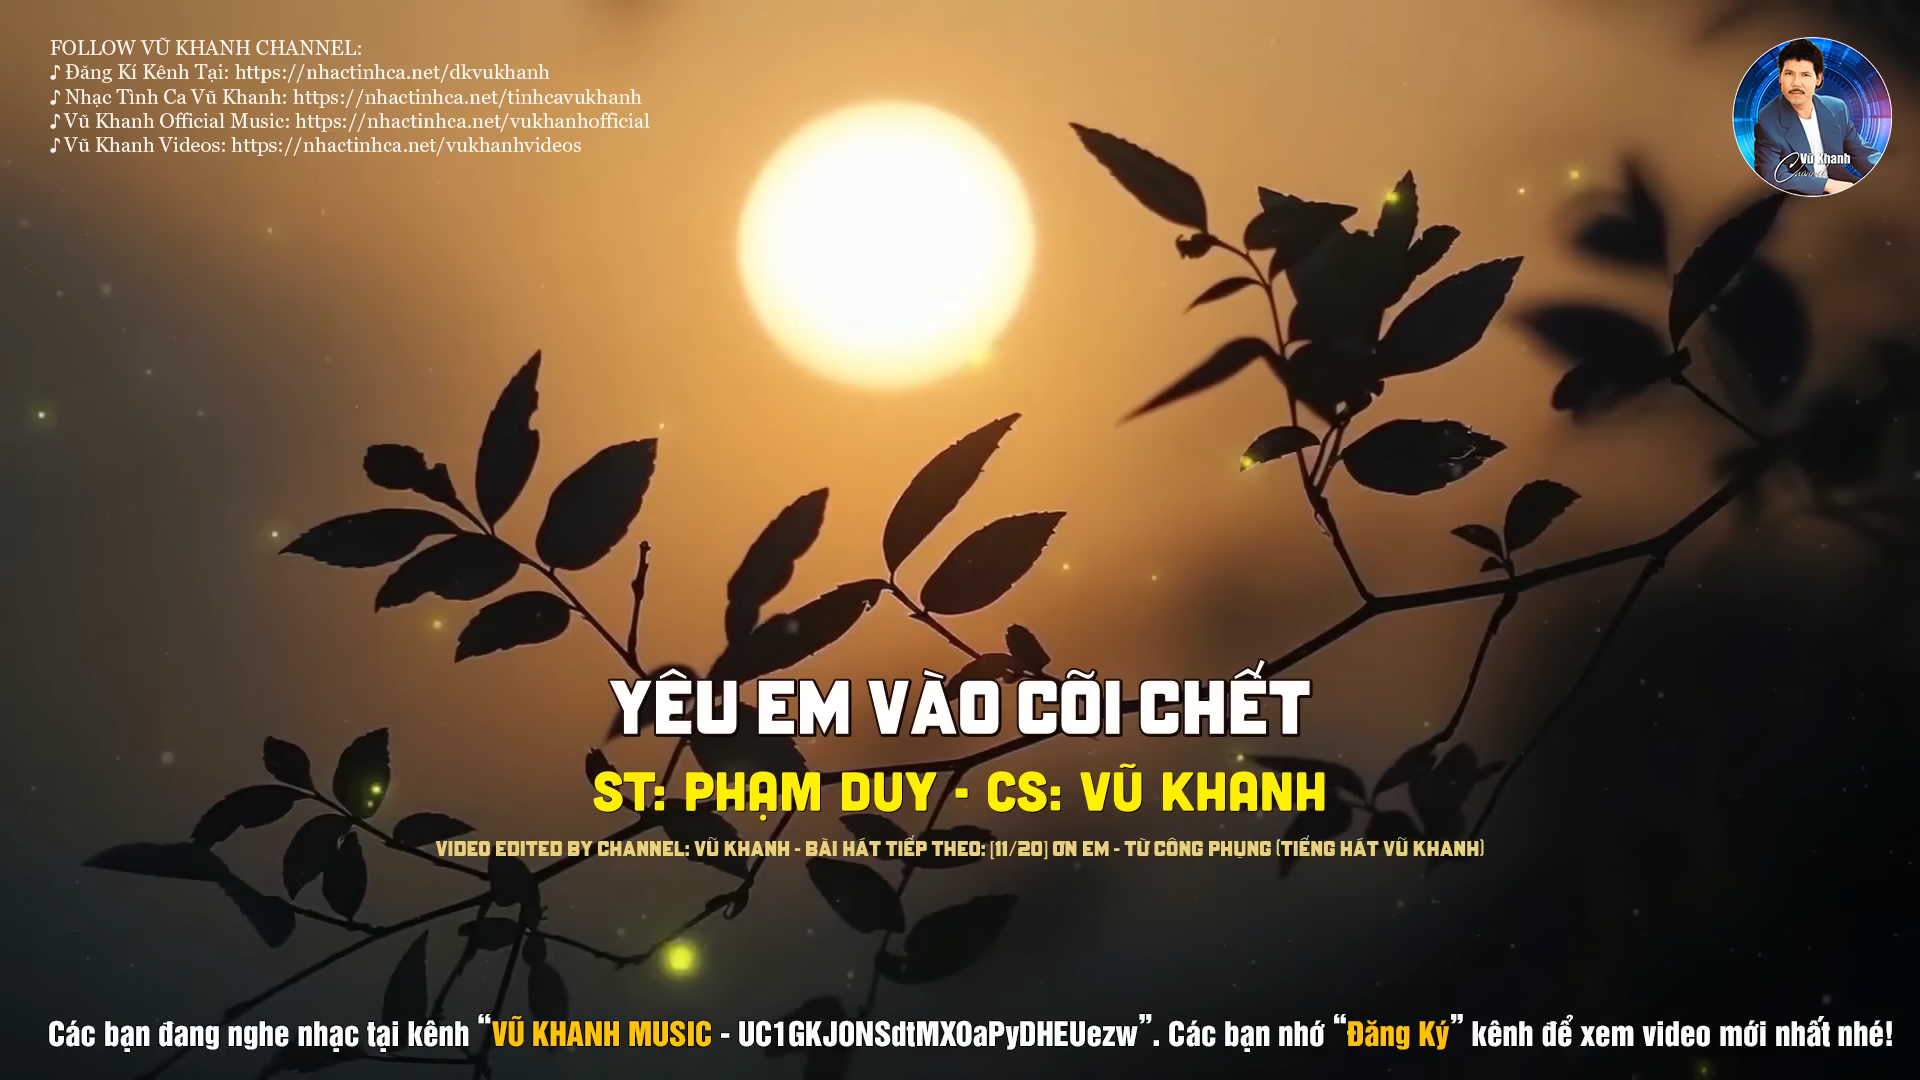 FOLLOW VŨ KHANH CHANNEL:
♪ Đăng Kí Kênh Tại: https://nhactinhca.net/dkvukhanh
♪ Nhạc Tình Ca Vũ Khanh: https://nhactinhca.net/tinhcavukhanh
♪ Vũ Khanh Official Music: https://nhactinhca.net/vukhanhofficial
♪ Vũ Khanh Videos: https://nhactinhca.net/vukhanhvideos
Vũ Khanh
Channel
YÊU EM VÀO CÕI CHẾT
ST: PHẠM DUY - CS: VŨ KHANH
VIDEO EDITED BY CHANNEL: VŨ KHANH - BÀI HÁT TIẾP THEO: [11/20] ƠN EM - TỪ CÔNG PHỤNG (TIẾNG HÁT VŨ KHANH)
Các bạn đang nghe nhạc tại kênh “VŨ KHANH MUSIC - UC1GKJONSdtMXOaPyDHEUezw”. Các bạn nhớ “Đăng Ký” kênh để xem video mới nhất nhé!